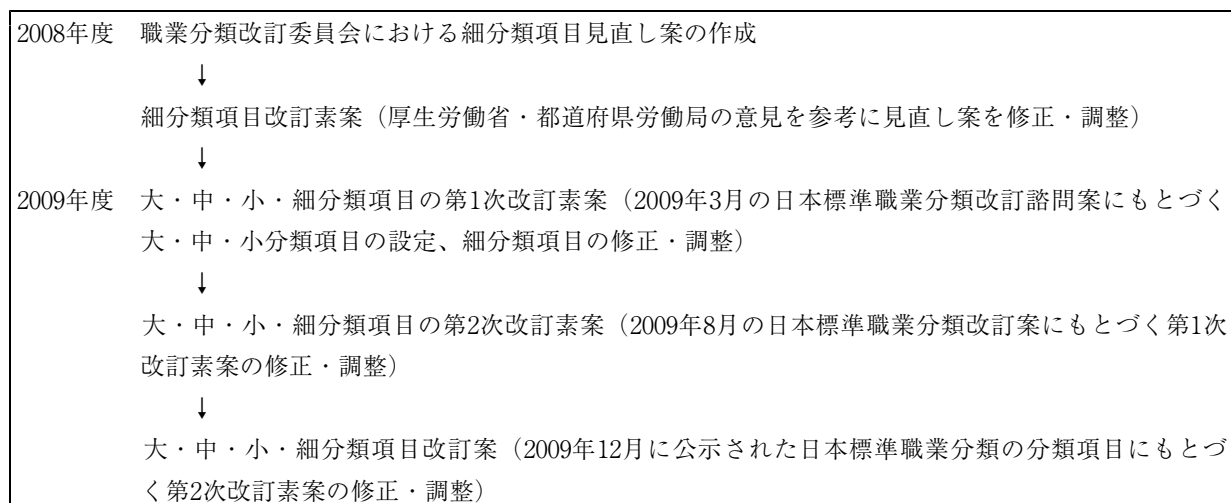 2008年度 職業分類改訂委員会における細分類項目見直し案の作成
↓
細分類項目改訂素案（厚生労働省・都道府県労働局の意見を参考に見直し案を修正・調整）
↓
2009年度 大・中・小・細分類項目の第1次改訂素案（2009年3月の日本標準職業分類改訂諮問案にもとづく
大・中・小分類項目の設定、細分類項目の修正・調整）
↓
大・中・小・細分類項目の第2次改訂素案（2009年8月の日本標準職業分類改訂案にもとづく第1次
改訂素案の修正・調整）
↓
大・中・小・細分類項目改訂案（2009年12月に公示された日本標準職業分類の分類項目にもとづ
く第2次改訂素案の修正・調整）